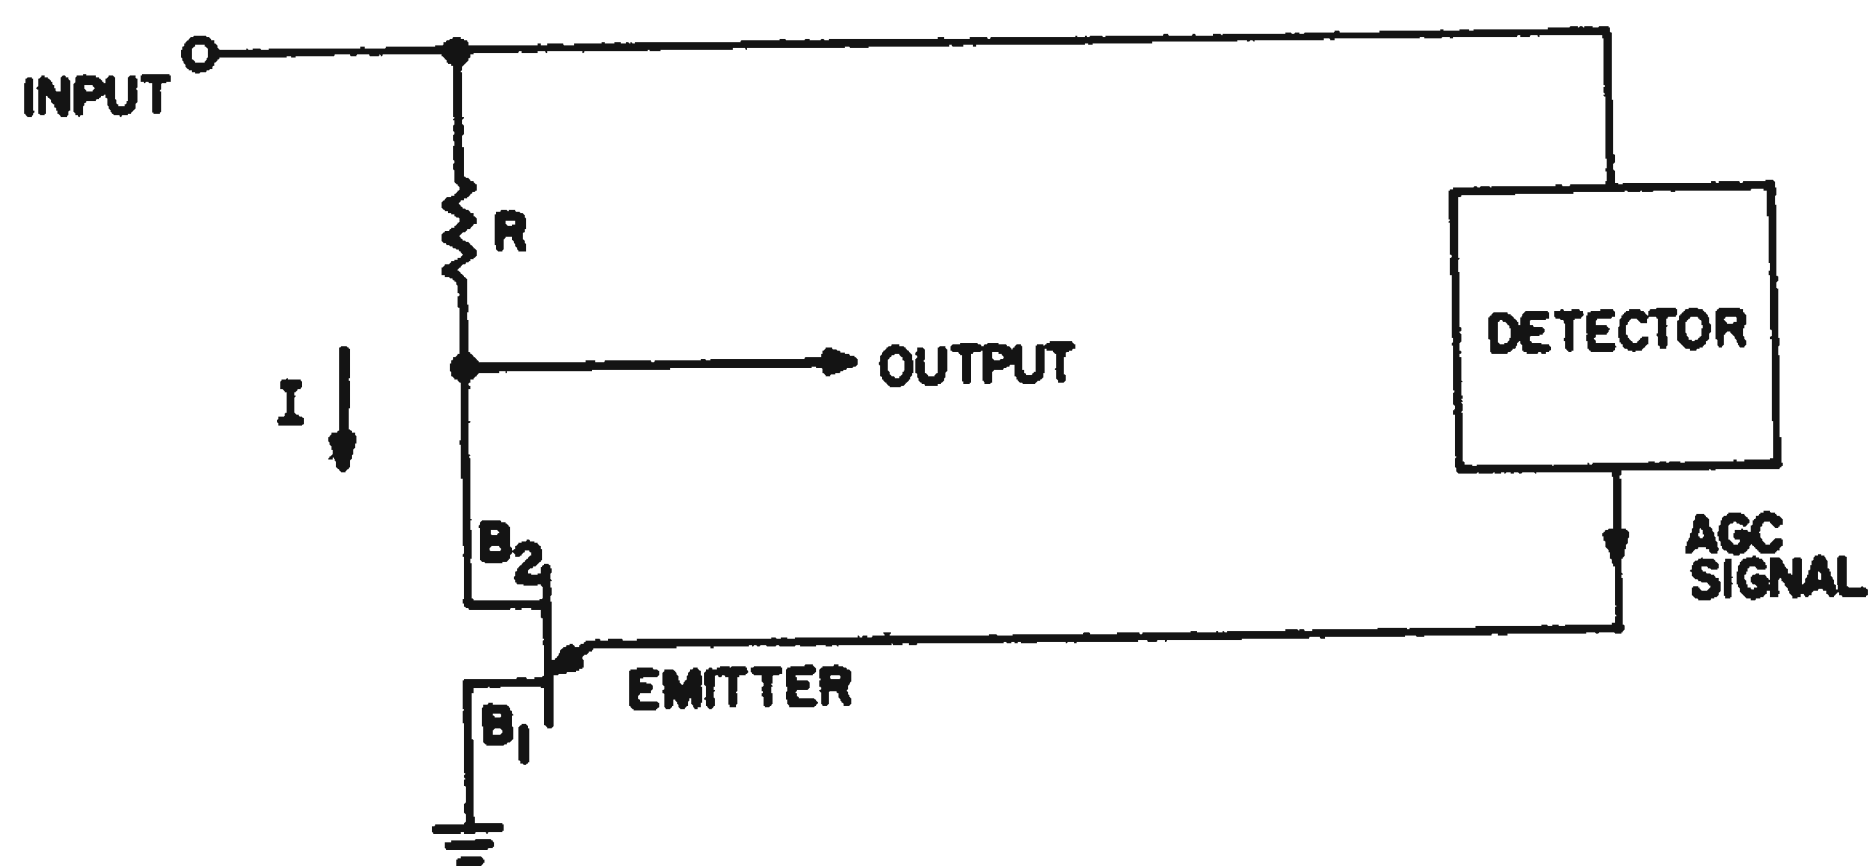 INPUT
R
DETECTOR
OUTPUT
I
B2
AGC
SIGNAL
EMITTER
B1